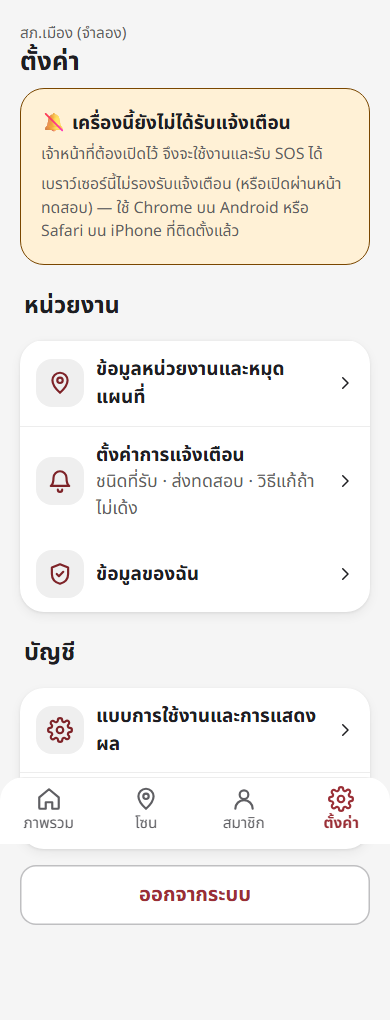 สภ.เมือง (จำลอง)
ตั้งค่า
เครื่องนี้ยังไม่ได้รับแจ้งเตือน
เจ้าหน้าที่ต้องเปิดไว้ จึงจะใช้งานและรับ SOS ได้
เบราว์เซอร์นี้ไม่รองรับแจ้งเตือน (หรือเปิดผ่านหน้า
ทดสอบ) — ใช้ Chrome บน Android หรือ
Safari บน iPhone ที่ติดตั้งแล้ว
หน่วยงาน
ข้อมูลหน่วยงานและหมุด
แผนที่
ตั้งค่าการแจ้งเตือน
ชนิดที่รับ · ส่งทดสอบ · วิธีแก้ถ้า
ไม่เด้ง
ข้อมูลของฉัน
บัญชี
แบบการใช้งานและการแสดง
ผล
ภาพรวม
โซน
สมาชิก
ตั้งค่า
ออกจากระบบ